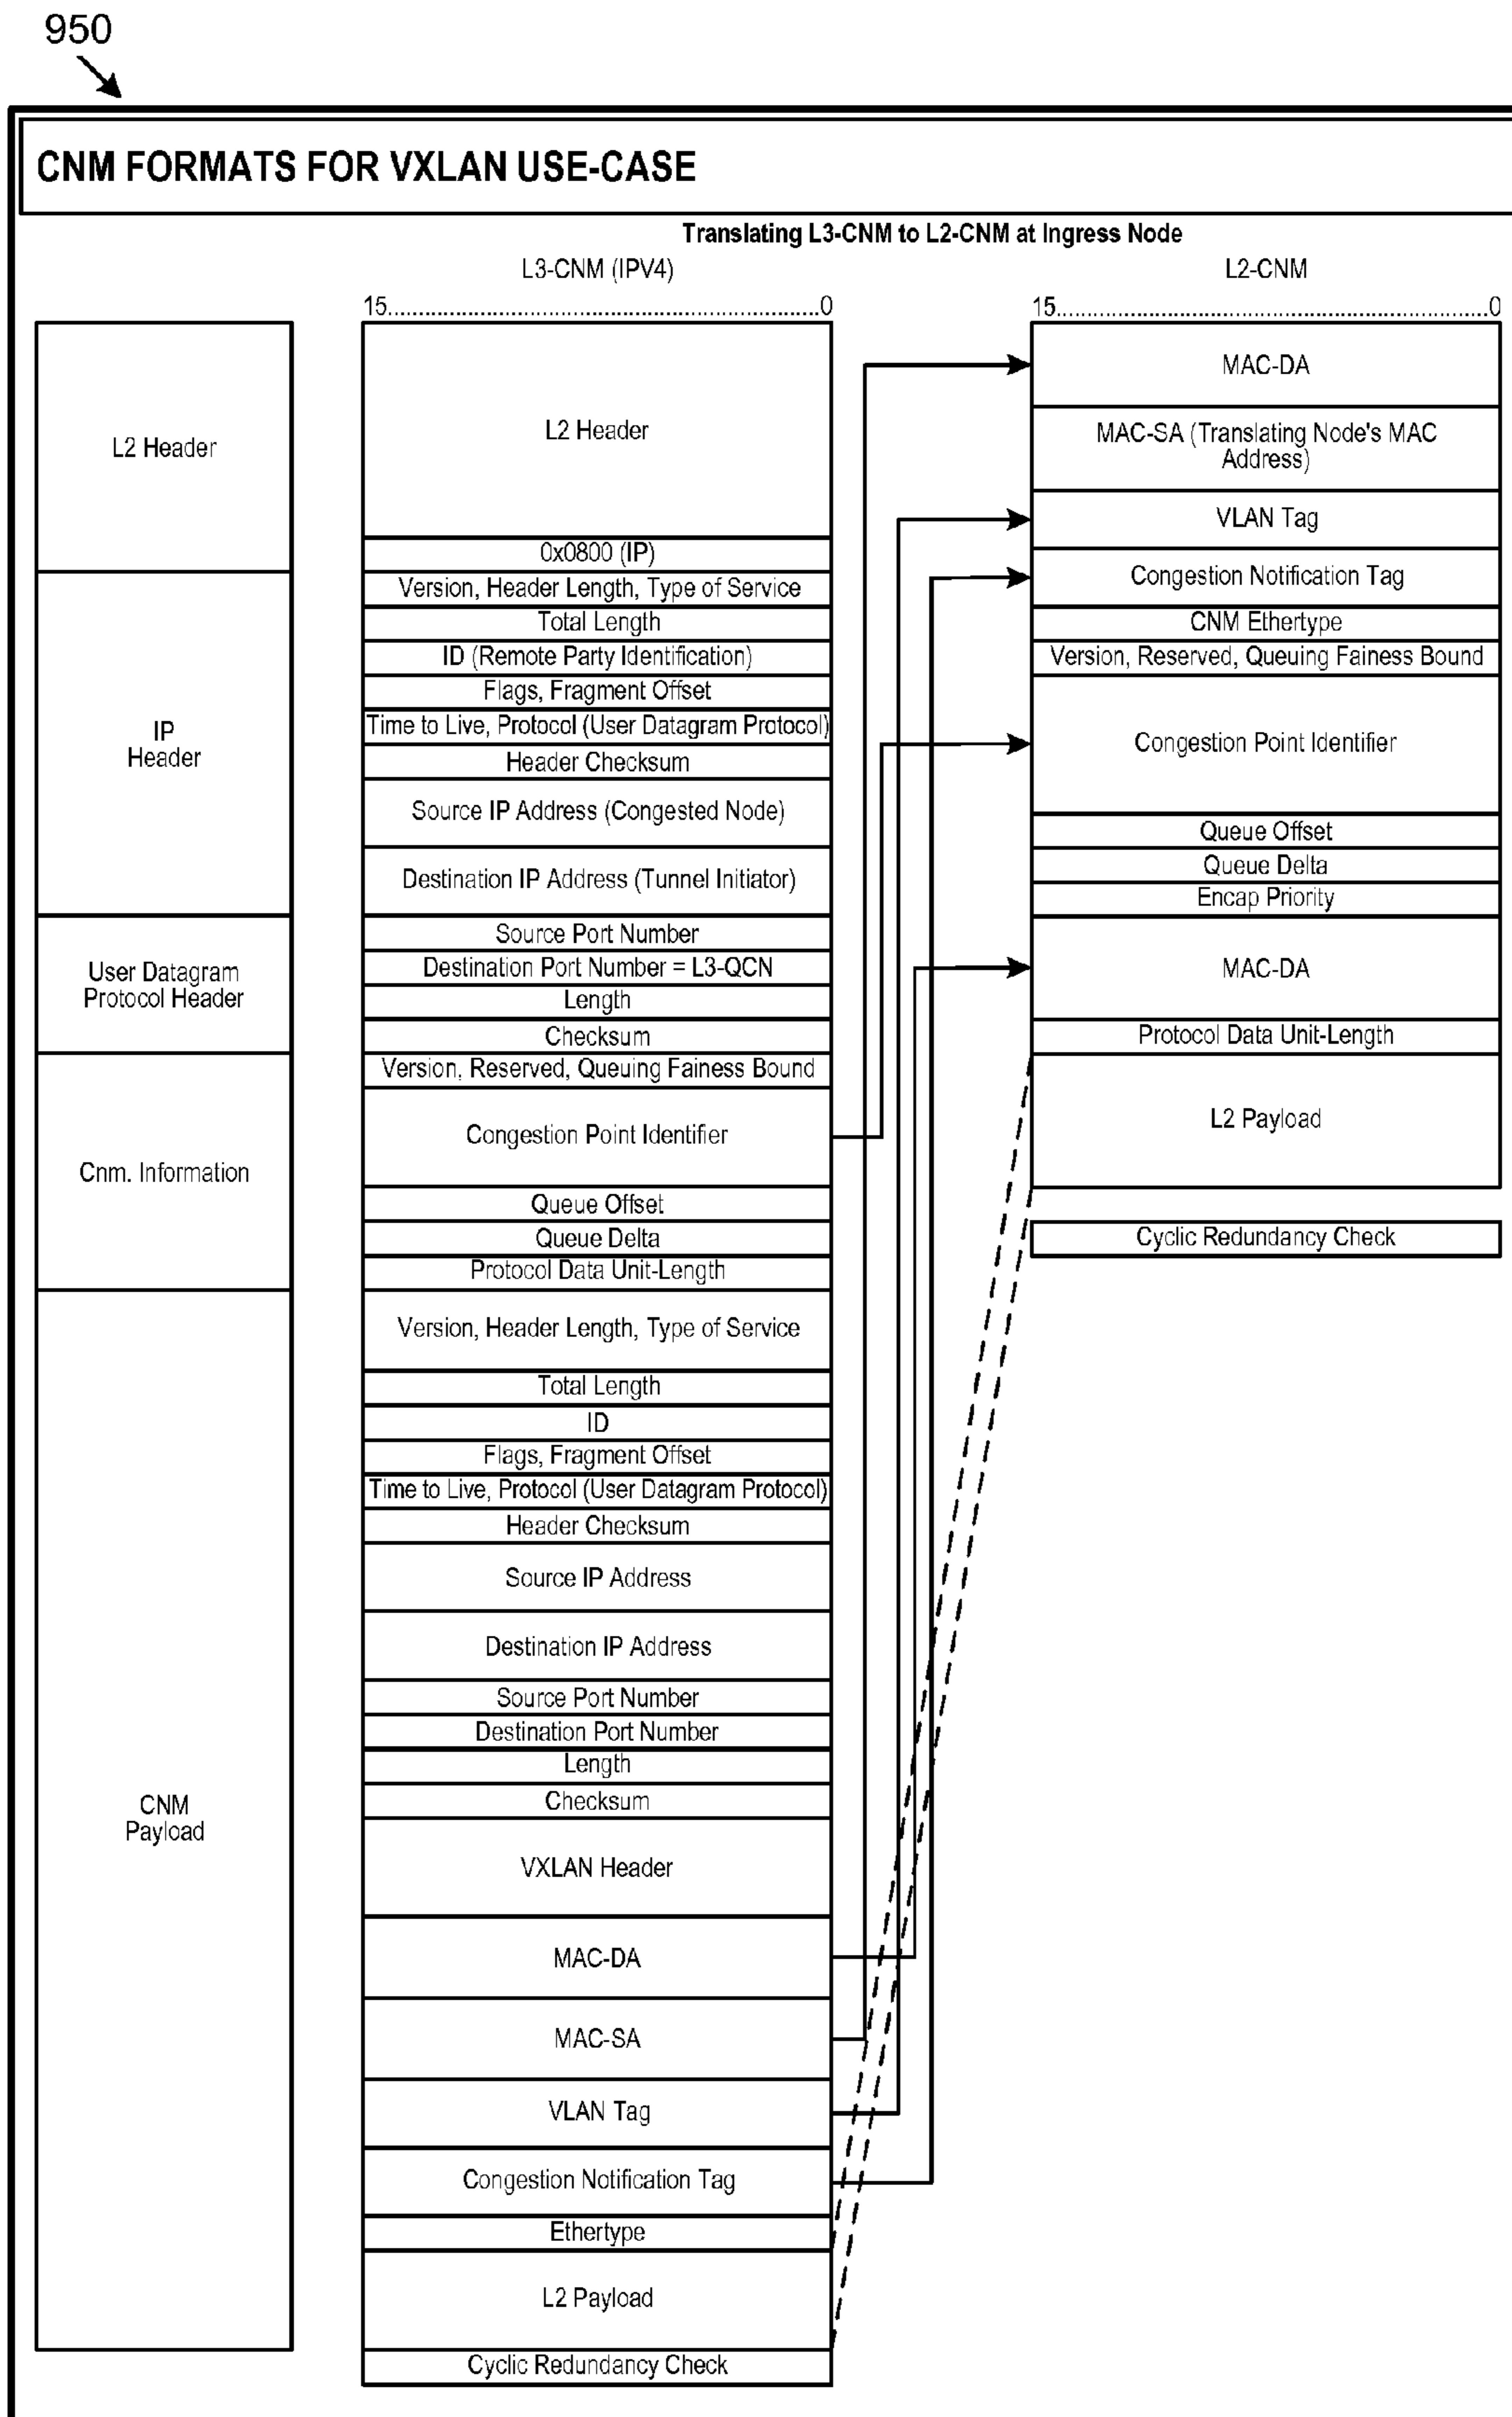 950
CNM FORMATS FOR VXLAN USE-CASE
Translating L3-CNM to L2-CNM at Ingress Node
L3-CNM (IPV4)
L2-CNM
15......................................................................0
15......................................................................0
L2 Header
IP
Header
User Datagram
Protocol Header
Cnm. Information
CNM
Payload
L2 Header
0x0800 (IP)
Version, Header Length, Type of Service
Total Length
ID (Remote Party Identification)
Flags, Fragment Offset
Time to Live, Protocol (User Datagram Protocol)
Header Checksum
Source IP Address (Congested Node)
Destination IP Address (Tunnel Initiator)
Source Port Number
Destination Port Number = L3-QCN
Length
Checksum
Version, Reserved, Queuing Fainess Bound
Congestion Point Identifier
Queue Offset
Queue Delta
Protocol Data Unit-Length
Version, Header Length, Type of Service
Total Length
ID
Flags, Fragment Offset
Time to Live, Protocol (User Datagram Protocol)
Header Checksum
Source IP Address
Destination IP Address
Source Port Number
Destination Port Number
Length
Checksum
VXLAN Header
MAC-DA
MAC-SA
VLAN Tag
Congestion Notification Tag
Ethertype
L2 Payload
Cyclic Redundancy Check
MAC-DA
MAC-SA (Translating Node's MAC
Address)
VLAN Tag
Congestion Notification Tag
CNM Ethertype
Version, Reserved, Queuing Fainess Bound
Congestion Point Identifier
Queue Offset
Queue Delta
Encap Priority
MAC-DA
Protocol Data Unit-Length
L2 Payload
Cyclic Redundancy Check